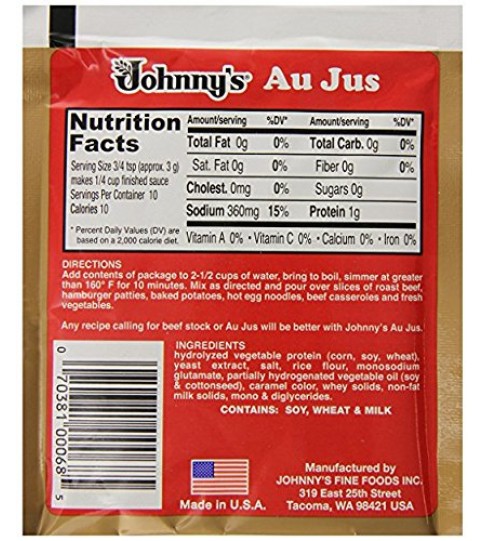 Johnny's® Au Jus
Nutrition Facts
Serving Size 3/4 tsp (approx. 3 g)
makes 1/4 cup finished sauce
Servings Per Container 10
Calories 10
* Percent Daily Values (DV) are
based on a 2,000 calorie diet.
Amount/serving %DV* Amount/serving %DV*
Total Fat 0g 0% Total Carb. 0g 0%
Sat. Fat 0g 0% Fiber 0g 0%
Cholest. 0mg 0% Sugars 0g
Sodium 360mg 15% Protein 1g
Vitamin A 0% • Vitamin C 0% • Calcium 0% • Iron 0%
DIRECTIONS
Add contents of package to 2-1/2 cups of water, bring to boil, simmer at greater
than 160° F for 10 minutes. Mix as directed and pour over slices of roast beef,
hamburger patties, baked potatoes, hot egg noodles, beef casseroles and fresh
vegetables.
Any recipe calling for beef stock or Au Jus will be better with Johnny's Au Jus.
INGREDIENTS
hydrolyzed vegetable protein (corn, soy, wheat),
yeast extract, salt, rice flour, monosodium
glutamate, partially hydrogenated vegetable oil (soy
& cottonseed), caramel color, whey solids, non-fat
milk solids, mono & diglycerides.
CONTAINS: SOY, WHEAT & MILK
0 70381 00068 5
Made in U.S.A.
Manufactured by
JOHNNY'S FINE FOODS INC.
319 East 25th Street
Tacoma, WA 98421 USA